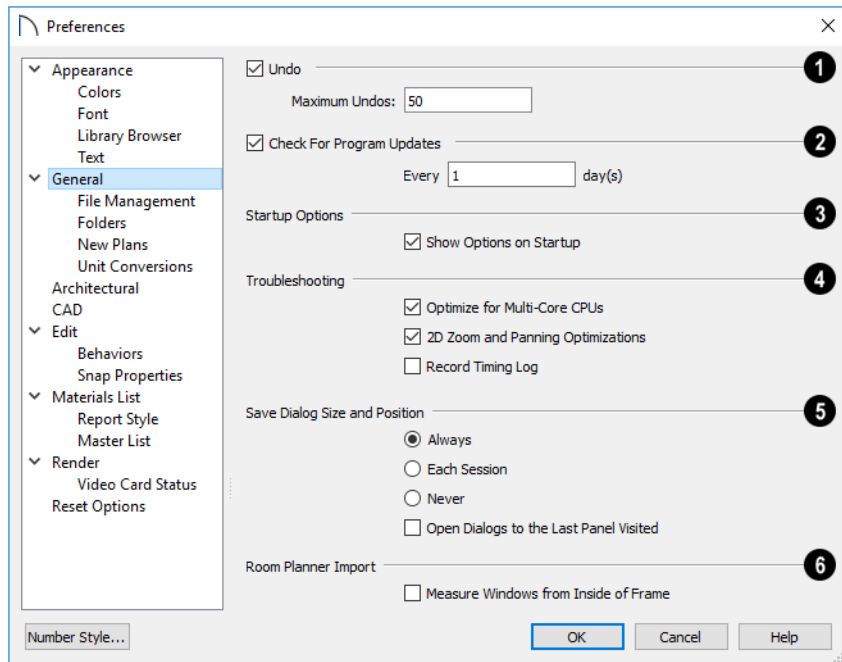 Preferences
Appearance
Colors
Font
Library Browser
Text
General
File Management
Folders
New Plans
Unit Conversions
Architectural
CAD
Edit
Behaviors
Snap Properties
Materials List
Report Style
Master List
Render
Video Card Status
Reset Options
Undo 1
Maximum Undos: 50
Check For Program Updates 2
Every 1 day(s)
Startup Options 3
Show Options on Startup
Troubleshooting 4
Optimize for Multi-Core CPUs
2D Zoom and Panning Optimizations
Record Timing Log
Save Dialog Size and Position 5
Always
Each Session
Never
Open Dialogs to the Last Panel Visited
Room Planner Import 6
Measure Windows from Inside of Frame
Number Style... OK Cancel Help